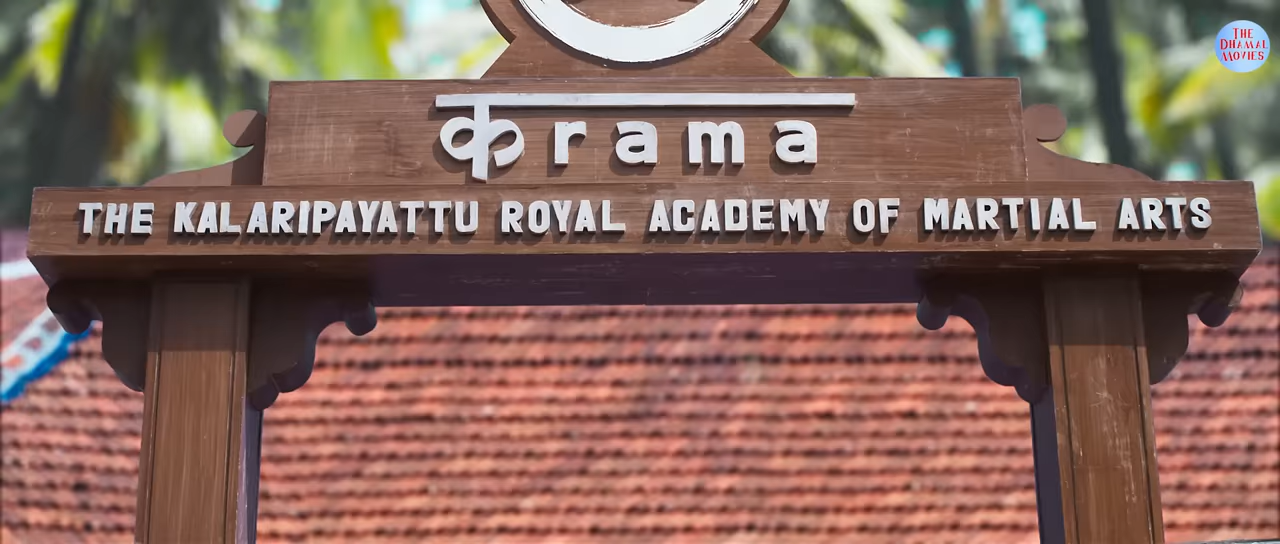 THE
DHAMAL
MOVIES
कrama
THE KALARIPAYATTU ROYAL ACADEMY OF MARTIAL ARTS